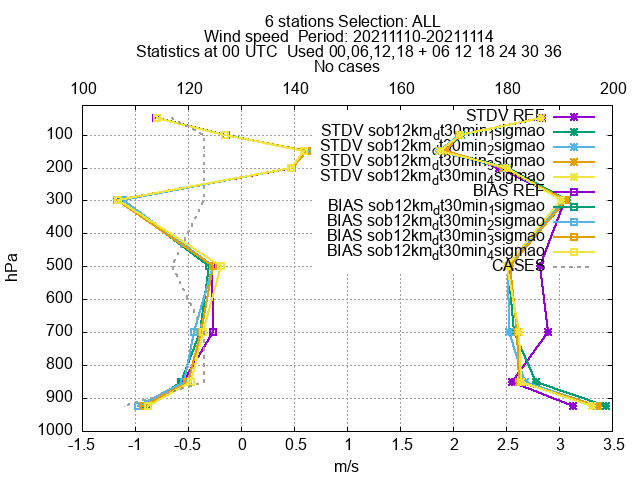 6 stations Selection: ALL
Wind speed  Period: 20211110-20211114
Statistics at 00 UTC  Used 00,06,12,18 + 06 12 18 24 30 36
No cases
100 120 140 160 180 200
STDV REF
STDV sob12km_dt30min_1sigmao
STDV sob12km_dt30min_2sigmao
STDV sob12km_dt30min_3sigmao
STDV sob12km_dt30min_4sigmao
BIAS REF
BIAS sob12km_dt30min_1sigmao
BIAS sob12km_dt30min_2sigmao
BIAS sob12km_dt30min_3sigmao
BIAS sob12km_dt30min_4sigmao
CASES
100
200
300
400
500
600
700
800
900
1000
hPa
-1.5 -1 -0.5 0 0.5 1 1.5 2 2.5 3 3.5
m/s